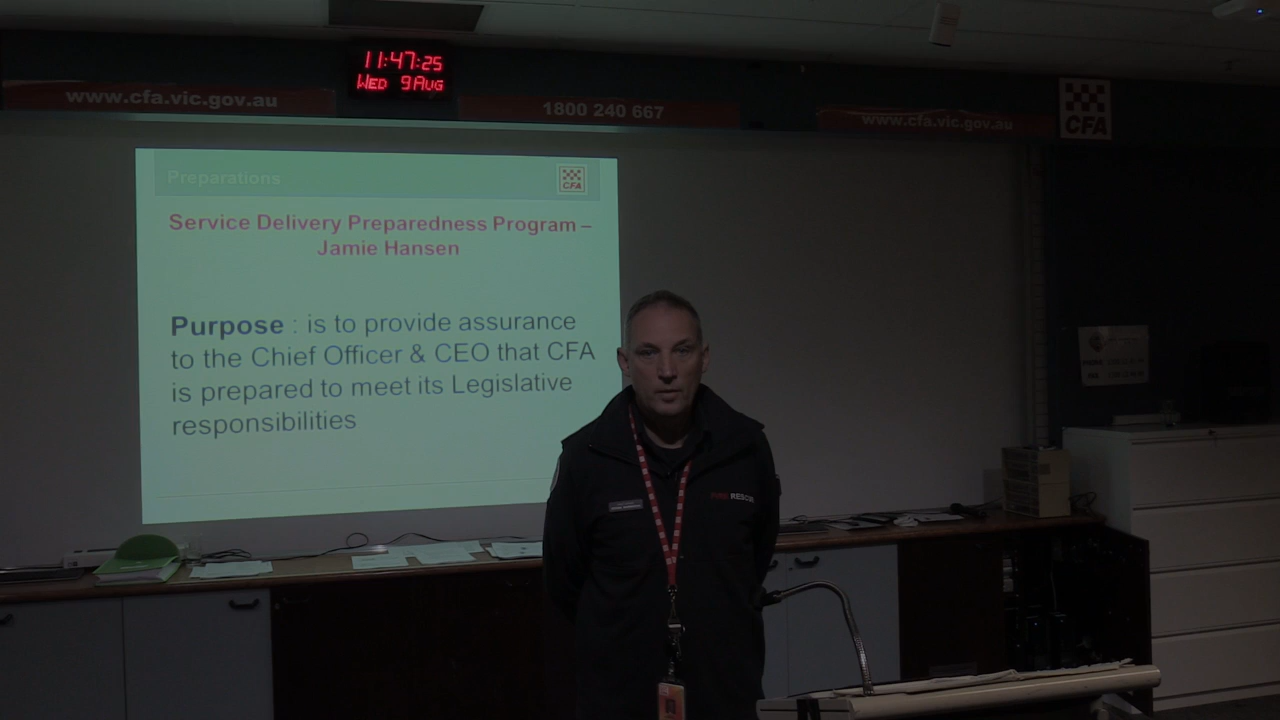 11:47:25
WED 9AUG
www.cfa.vic.gov.au
1800 240 667
www.cfa.vic.gov.au
CFA
Preparations
CFA
Service Delivery Preparedness Program –
Jamie Hansen
Purpose : is to provide assurance
to the Chief Officer & CEO that CFA
is prepared to meet its Legislative
responsibilities
FIRE RESCUE